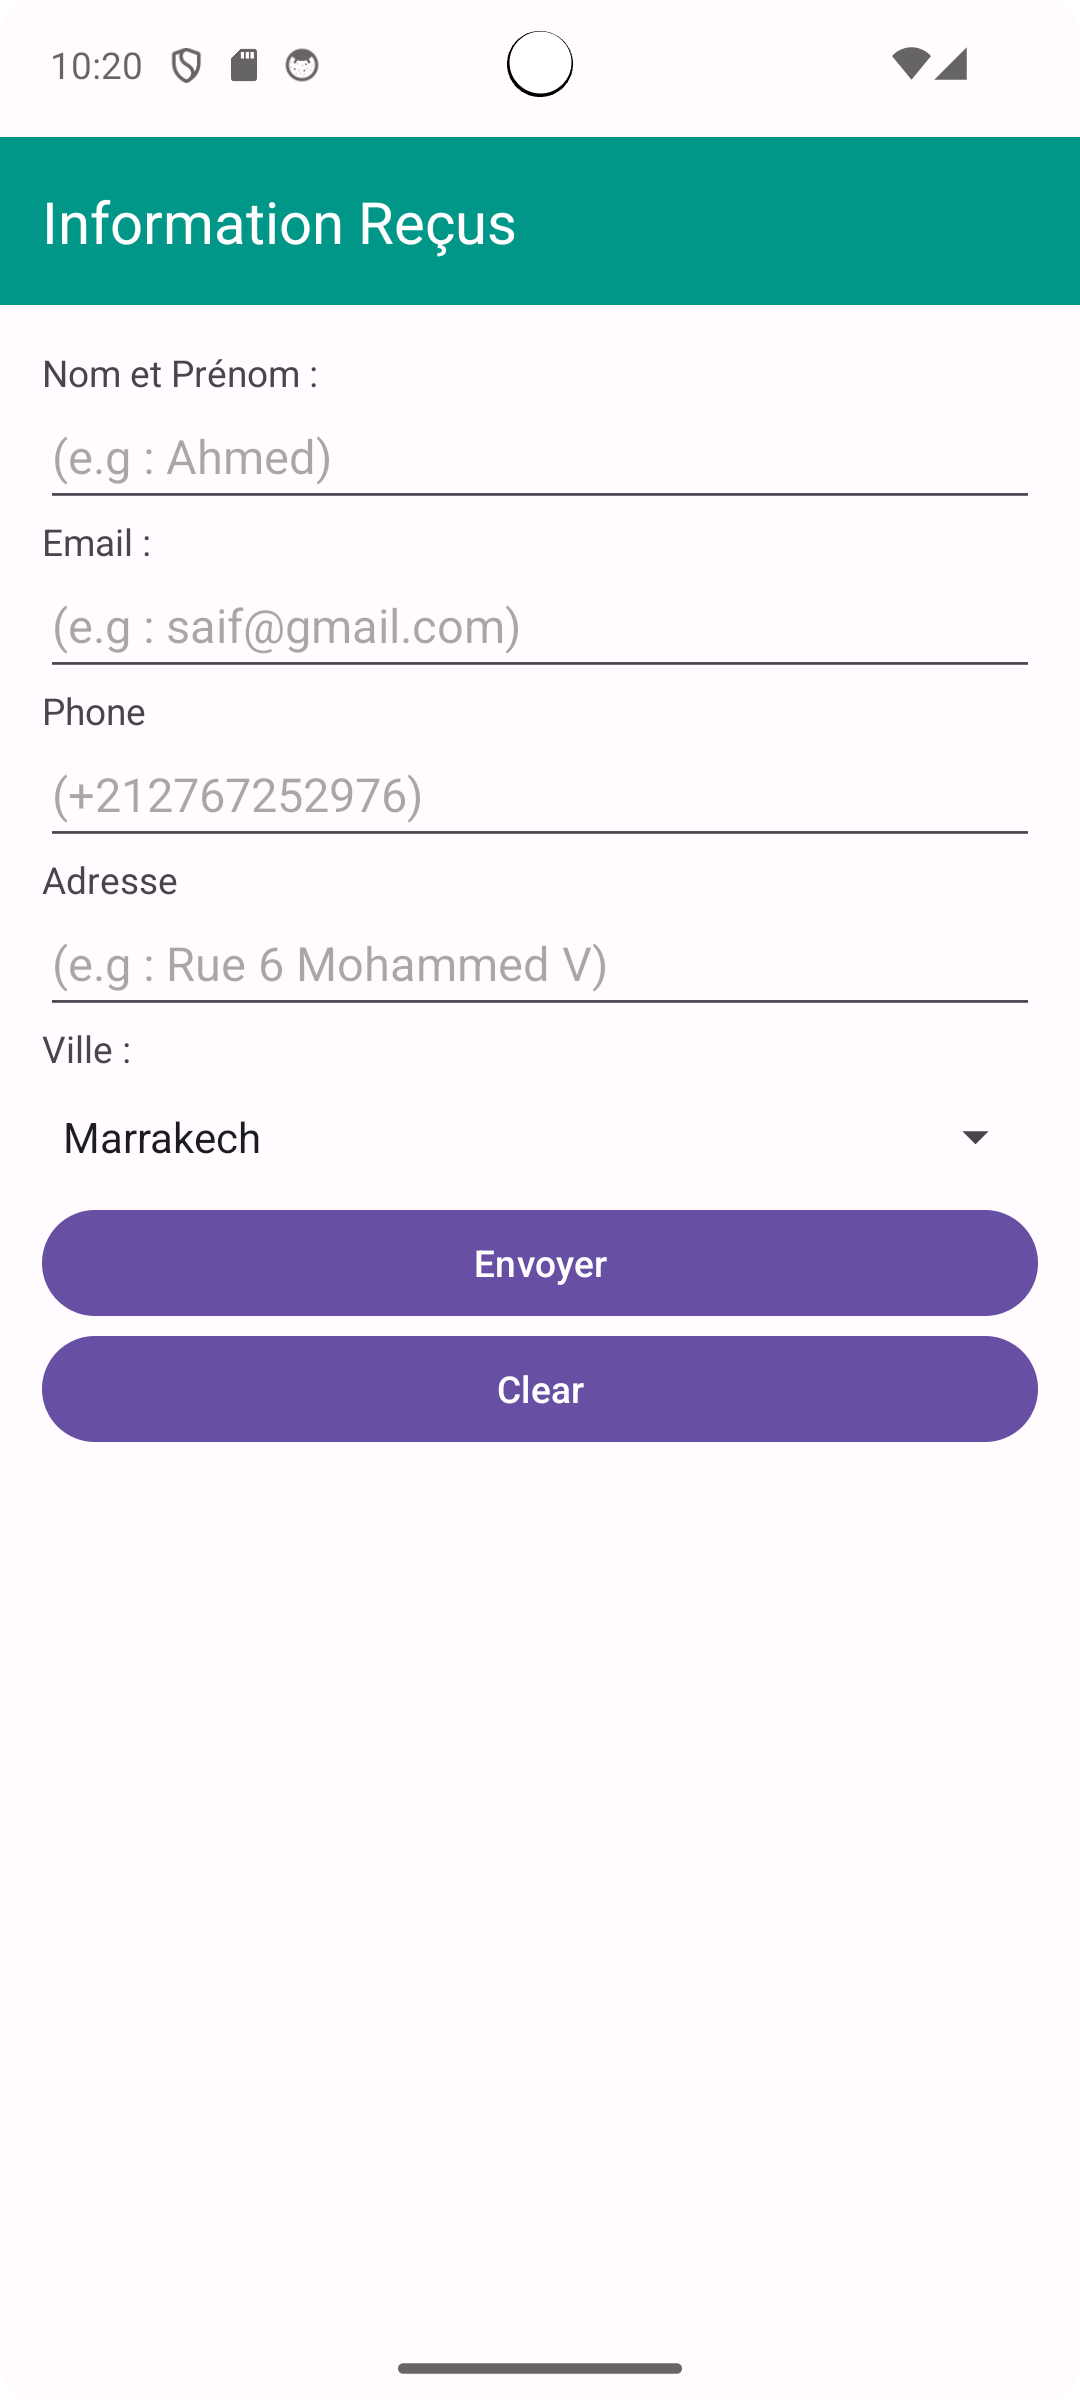 10:20
Information Reçus
Nom et Prénom :
(e.g : Ahmed)
Email :
(e.g : saif@gmail.com)
Phone
(+212767252976)
Adresse
(e.g : Rue 6 Mohammed V)
Ville :
Marrakech
Envoyer
Clear